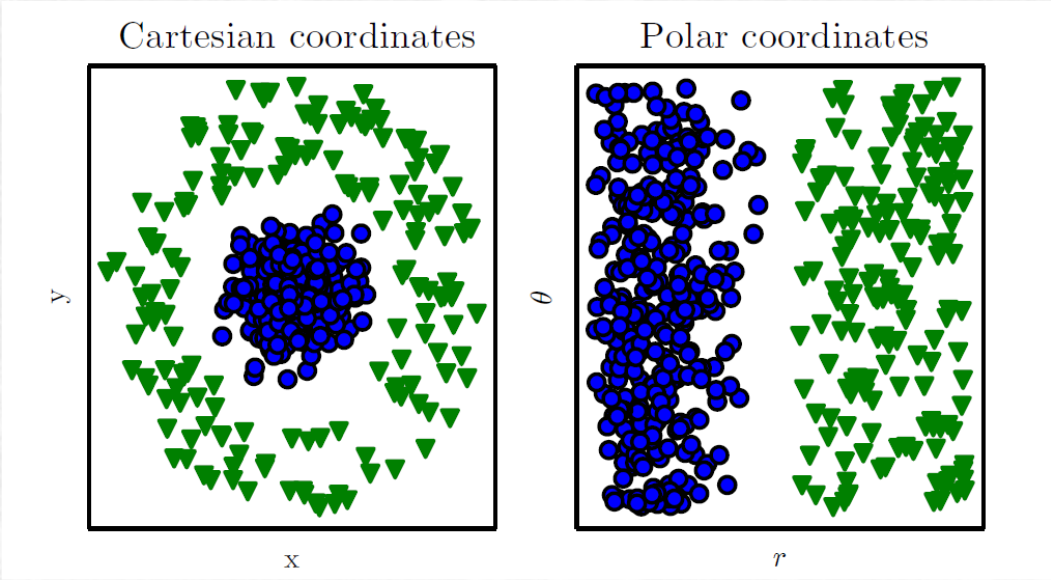 Cartesian coordinates
Polar coordinates
y
x
θ
r